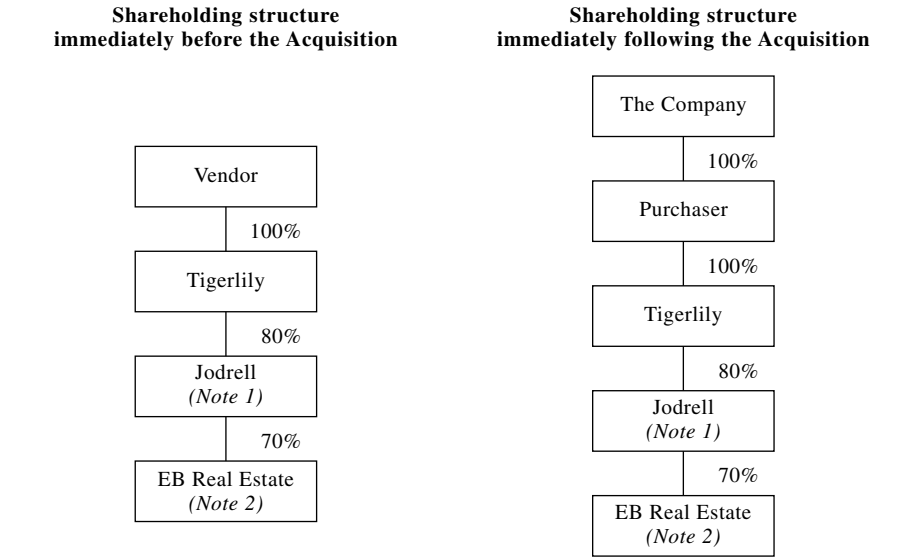 Shareholding structure
immediately before the Acquisition
Vendor
100%
Tigerlily
80%
Jodrell
(Note 1)
70%
EB Real Estate
(Note 2)
Shareholding structure
immediately following the Acquisition
The Company
100%
Purchaser
100%
Tigerlily
80%
Jodrell
(Note 1)
70%
EB Real Estate
(Note 2)